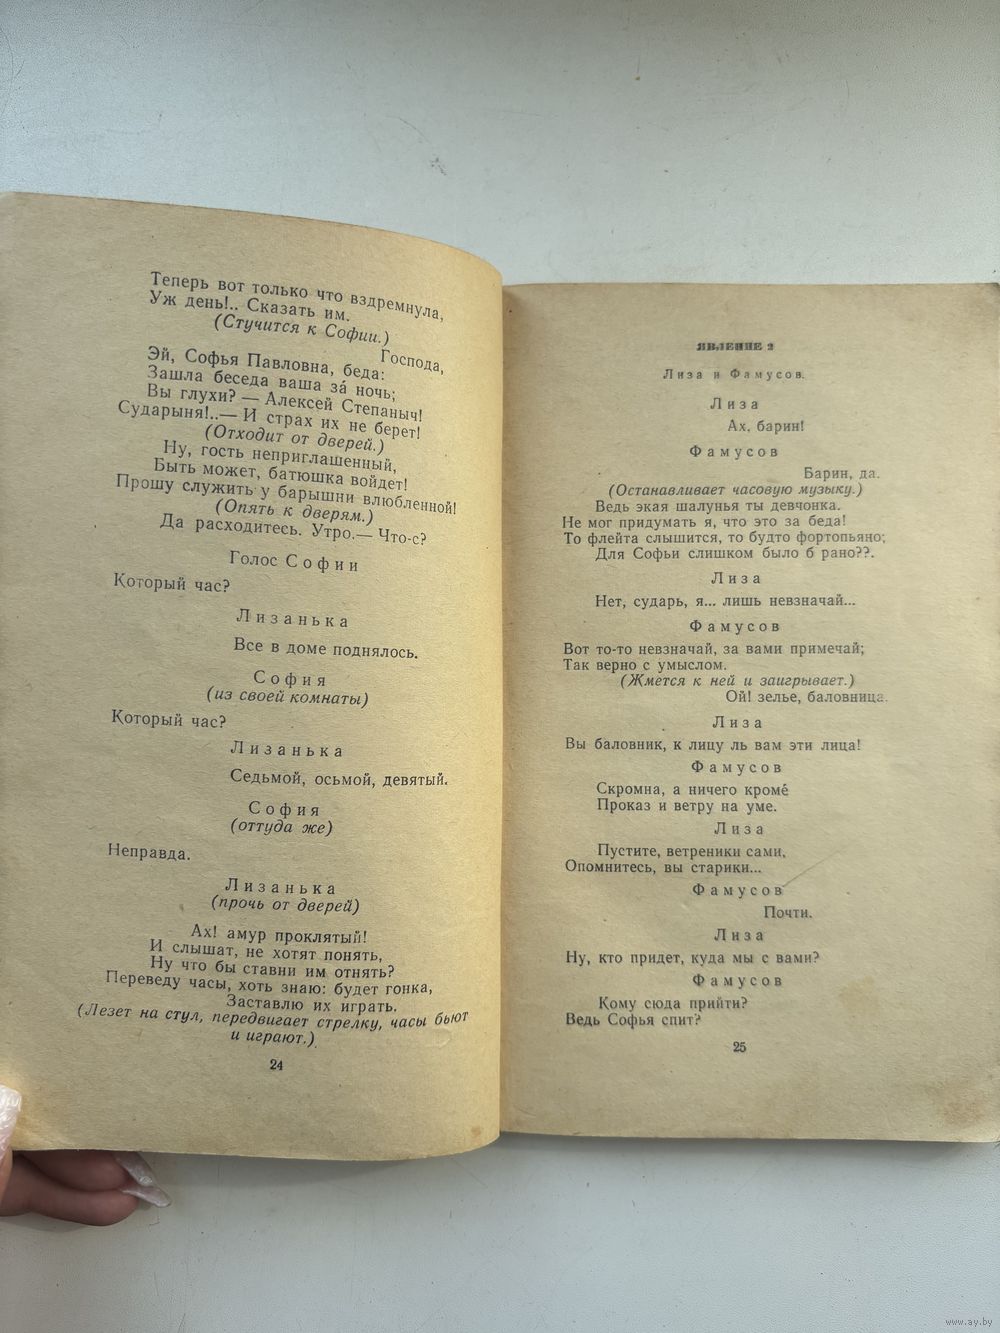 Теперь вот только что вздремнула,
Уж день!.. Сказать им.
(Стучится к Софии.)
Господа,
Эй, Софья Павловна, беда:
Зашла беседа ваша за́ ночь;
Вы глухи? — Алексей Степаныч!
Сударыня!..— И страх их не берет!
(Отходит от дверей.)
Ну, гость неприглашенный,
Быть может, батюшка войдет!
Прошу служить у барышни влюбленной!
(Опять к дверям.)
Да расходитесь. Утро.— Что-с?
Голос Софии
Который час?
Лизанька
Все в доме поднялось.
София
(из своей комнаты)
Который час?
Лизанька
Седьмой, осьмой, девятый.
София
(оттуда же)
Неправда.
Лизанька
(прочь от дверей)
Ах! амур проклятый!
И слышат, не хотят понять,
Ну что бы ставни им отнять?
Переведу часы, хоть знаю: будет гонка,
Заставлю их играть.
(Лезет на стул, передвигает стрелку, часы бьют
и играют.)
24
ЯВЛЕНИЕ 2
Лиза и Фамусов.
Лиза
Ах, барин!
Фамусов
Барин, да.
(Останавливает часовую музыку.)
Ведь экая шалунья ты девчонка.
Не мог придумать я, что это за беда!
То флейта слышится, то будто фортопьяно;
Для Софьи слишком было б рано??.
Лиза
Нет, сударь, я... лишь невзначай...
Фамусов
Вот то-то невзначай, за вами примечай;
Так верно с умыслом.
(Жмется к ней и заигрывает.)
Ой! зелье, баловница.
Лиза
Вы баловник, к лицу ль вам эти лица!
Фамусов
Скромна, а ничего кроме́
Проказ и ветру на уме.
Лиза
Пустите, ветреники сами,
Опомнитесь, вы старики...
Фамусов
Почти.
Лиза
Ну, кто придет, куда мы с вами?
Фамусов
Кому сюда прийти?
Ведь Софья спит?
25
www.ay.by